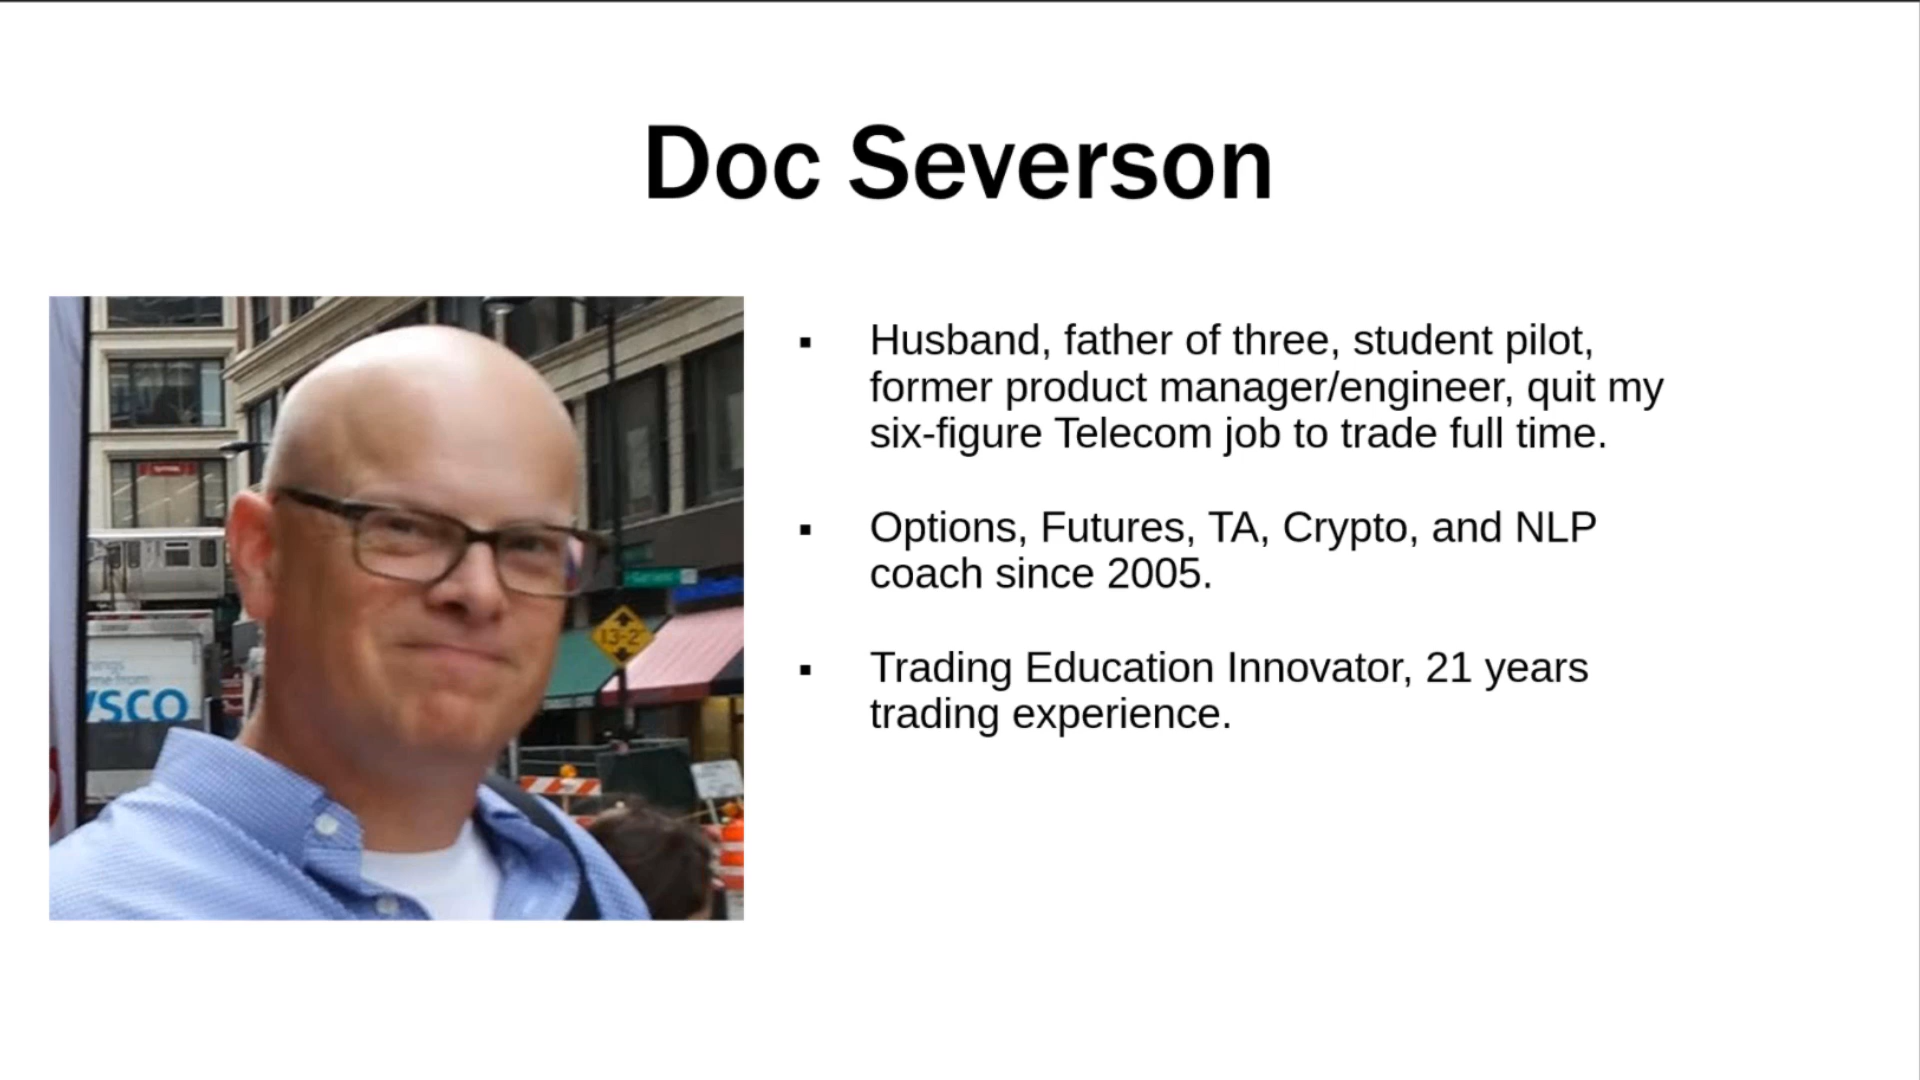 Doc Severson
▪ Husband, father of three, student pilot,
former product manager/engineer, quit my
six-figure Telecom job to trade full time.
▪ Options, Futures, TA, Crypto, and NLP
coach since 2005.
▪ Trading Education Innovator, 21 years
trading experience.
13-2